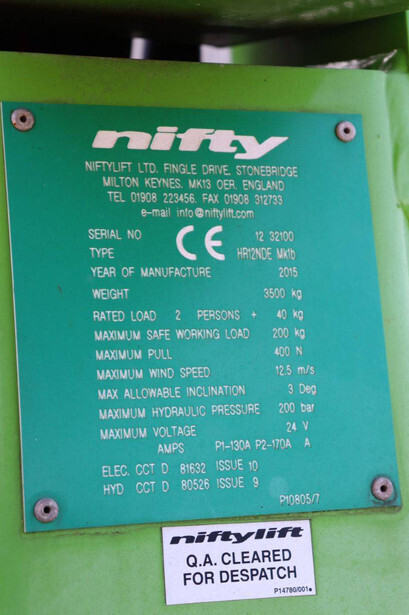 nifty
NIFTYLIFT LTD. FINGLE DRIVE, STONEBRIDGE
MILTON KEYNES. MK13 OER. ENGLAND
TEL 01908 223456. FAX 01908 312733
e-mail info@niftylift.com
SERIAL NO CE 12 32100
TYPE HR12NDE Mk1b
YEAR OF MANUFACTURE 2015
WEIGHT 3500 kg
RATED LOAD 2 PERSONS + 40 kg
MAXIMUM SAFE WORKING LOAD 200 kg
MAXIMUM PULL 400 N
MAXIMUM WIND SPEED 12.5 m/s
MAX ALLOWABLE INCLINATION 3 Deg
MAXIMUM HYDRAULIC PRESSURE 200 bar
MAXIMUM VOLTAGE 24 V
AMPS P1-130A P2-170A A
ELEC. CCT D 81632 ISSUE 10
HYD CCT D 80526 ISSUE 9
P10805/7
niftylift
Q.A. CLEARED
FOR DESPATCH
P14780/001